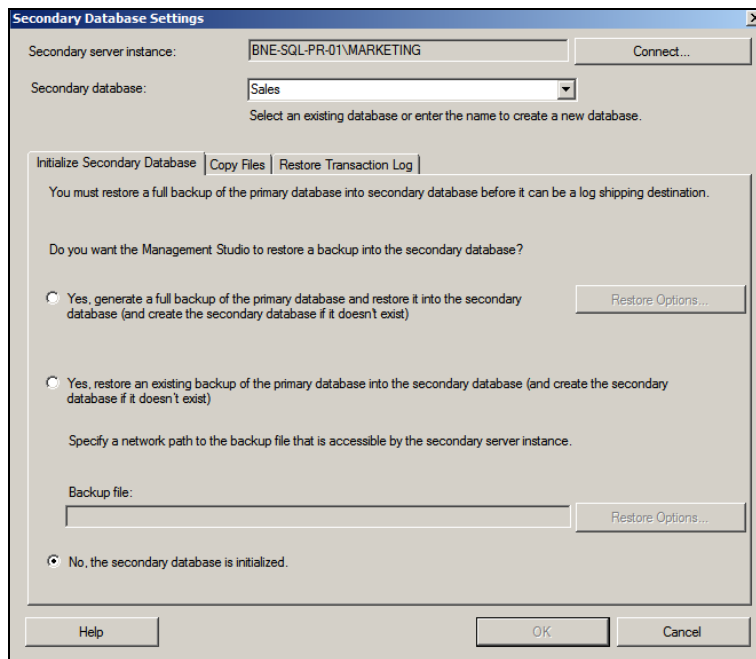 Secondary Database Settings
Secondary server instance: BNE-SQL-PR-01\MARKETING Connect...
Secondary database: Sales
Select an existing database or enter the name to create a new database.
Initialize Secondary Database Copy Files Restore Transaction Log
You must restore a full backup of the primary database into secondary database before it can be a log shipping destination.
Do you want the Management Studio to restore a backup into the secondary database?
Yes, generate a full backup of the primary database and restore it into the secondary Restore Options...
database (and create the secondary database if it doesn't exist)
Yes, restore an existing backup of the primary database into the secondary database (and create the secondary
database if it doesn't exist)
Specify a network path to the backup file that is accessible by the secondary server instance.
Backup file:
Restore Options...
No, the secondary database is initialized.
Help OK Cancel